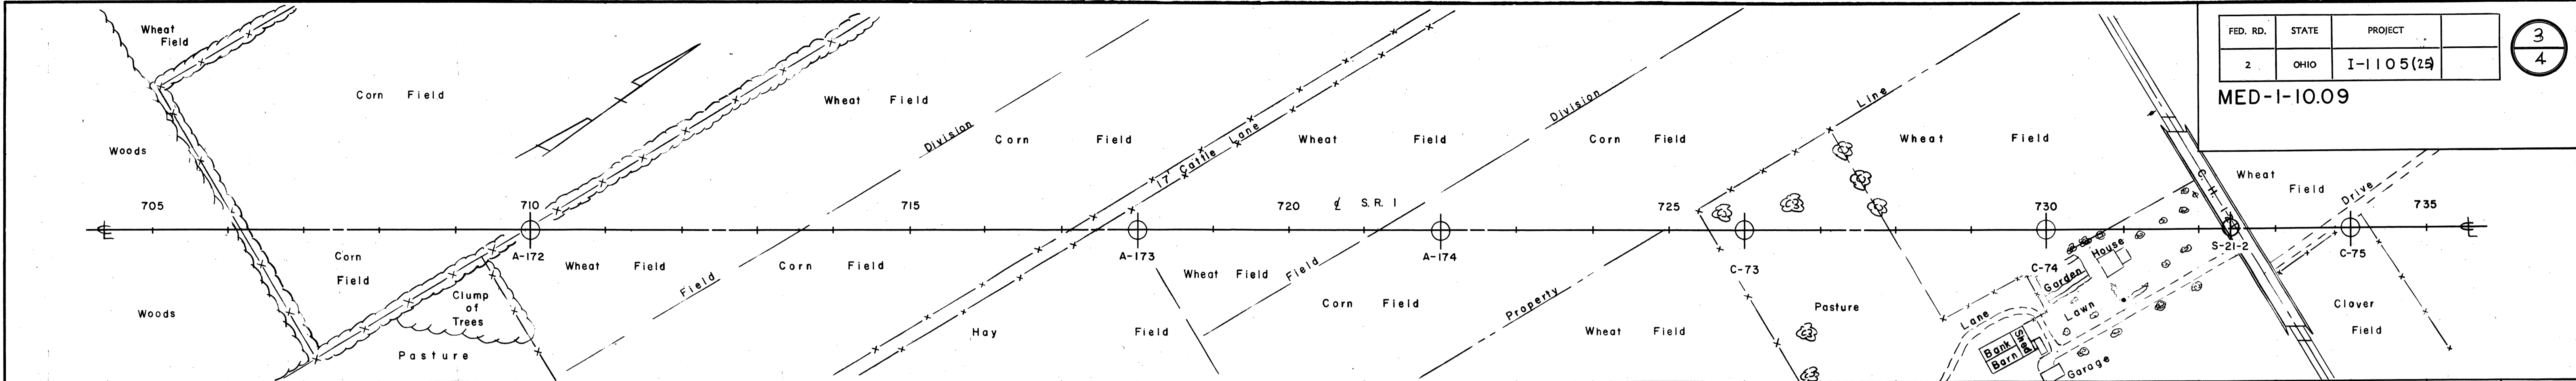 FED. RD. STATE PROJECT
2 OHIO I-1105(25)
3
4
MED-1-10.09
Wheat
Field
Corn Field
Wheat Field
Division
Corn Field
17' Cattle Lane
Wheat Field
Division
Corn Field
Line
Wheat Field
C. H.
Wheat
Field
Drive
Woods
705
710
715
720
℄ S.R. 1
725
730
735
℄
℄
A-172
A-173
A-174
C-73
C-74
S-21-2
C-75
Corn
Field
Wheat Field
Field
Corn Field
Wheat Field
Field
Corn Field
Property
Wheat Field
Pasture
House
Garden
Lawn
Lane
Bank
Barn
Shed
Garage
Clover
Field
Woods
Clump
of
Trees
Pasture
Hay Field